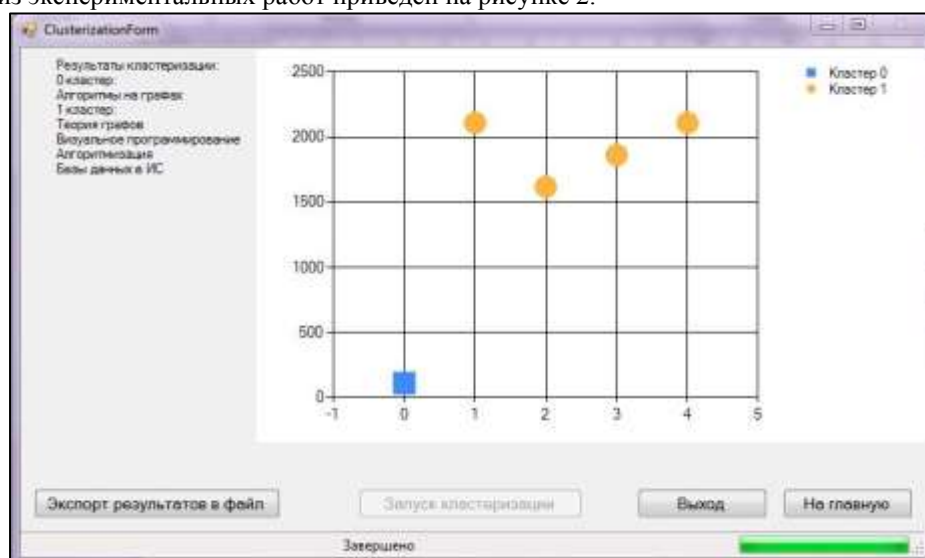 из экспериментальных работ приведен на рисунке 2.
ClusterizationForm
Результаты кластеризации:
0 кластер:
Алгоритмы на графах
1 кластер:
Теория графов
Визуальное программирование
Алгоритмизация
Базы данных в ИС
2500
2000
1500
1000
500
0
-1 0 1 2 3 4 5
Кластер 0
Кластер 1
Экспорт результатов в файл
Запуск кластеризации
Выход
На главную
Завершено